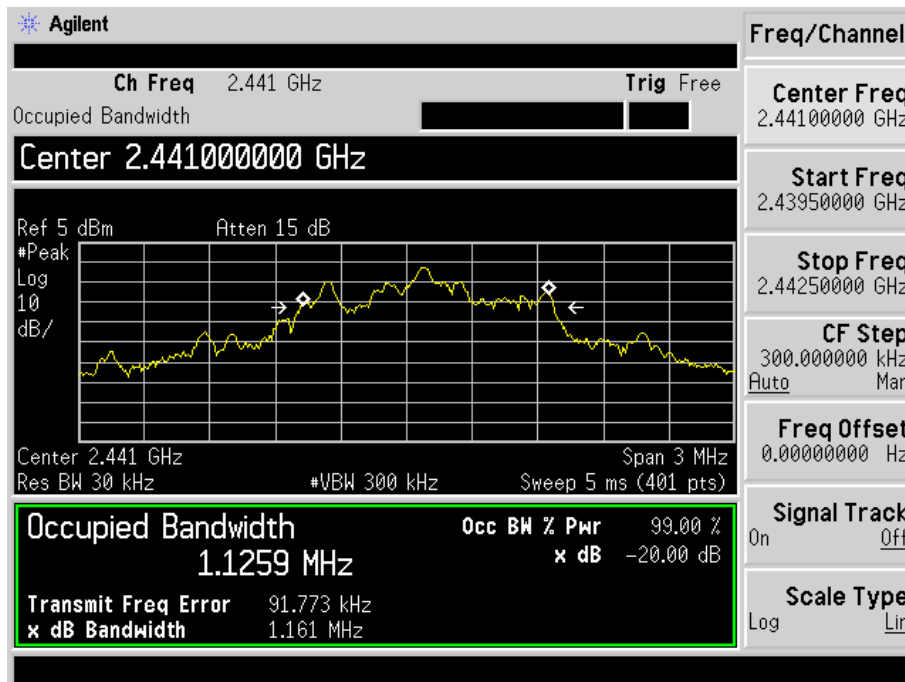 Agilent
Freq/Channel
Ch Freq 2.441 GHz Trig Free
Occupied Bandwidth
Center 2.441000000 GHz
Ref 5 dBm Atten 15 dB
#Peak
Log
10
dB/
Center 2.441 GHz Span 3 MHz
Res BW 30 kHz #VBW 300 kHz Sweep 5 ms (401 pts)
Occupied Bandwidth
1.1259 MHz
Occ BW % Pwr 99.00 %
x dB -20.00 dB
Transmit Freq Error 91.773 kHz
x dB Bandwidth 1.161 MHz
Center Freq
2.44100000 GHz
Start Freq
2.43950000 GHz
Stop Freq
2.44250000 GHz
CF Step
300.000000 kHz
Auto Man
Freq Offset
0.00000000 Hz
Signal Track
On Off
Scale Type
Log Lin